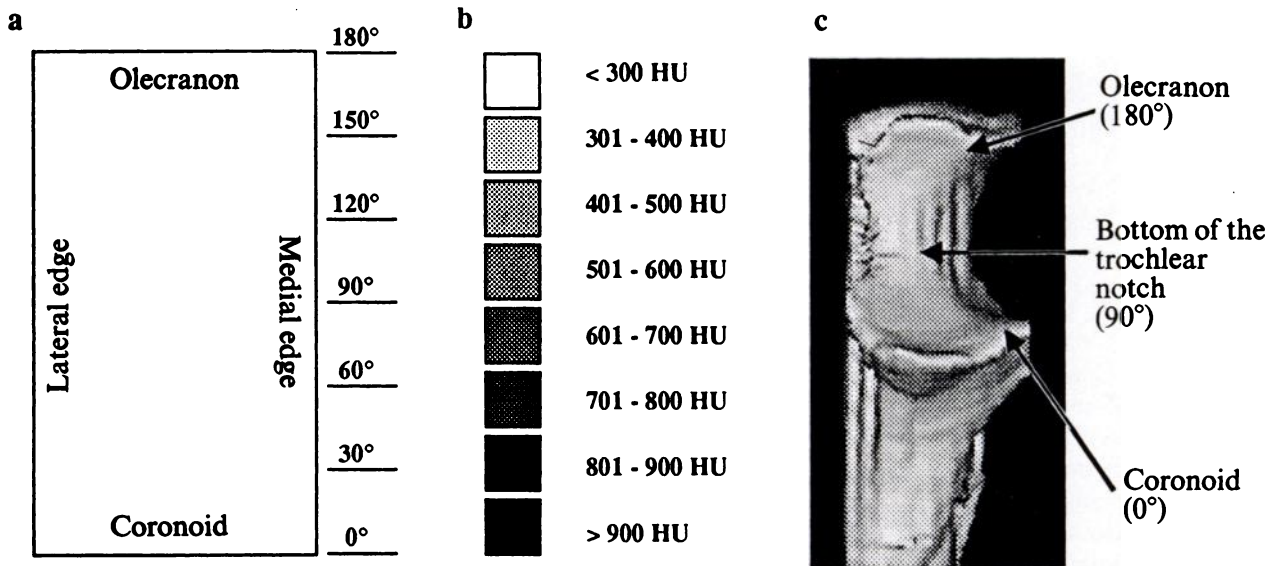 a
180°
Olecranon
150°
120°
90°
60°
30°
0°
Lateral edge
Medial edge
Coronoid
b
< 300 HU
301 - 400 HU
401 - 500 HU
501 - 600 HU
601 - 700 HU
701 - 800 HU
801 - 900 HU
> 900 HU
c
Olecranon
(180°)
Bottom of the
trochlear
notch
(90°)
Coronoid
(0°)